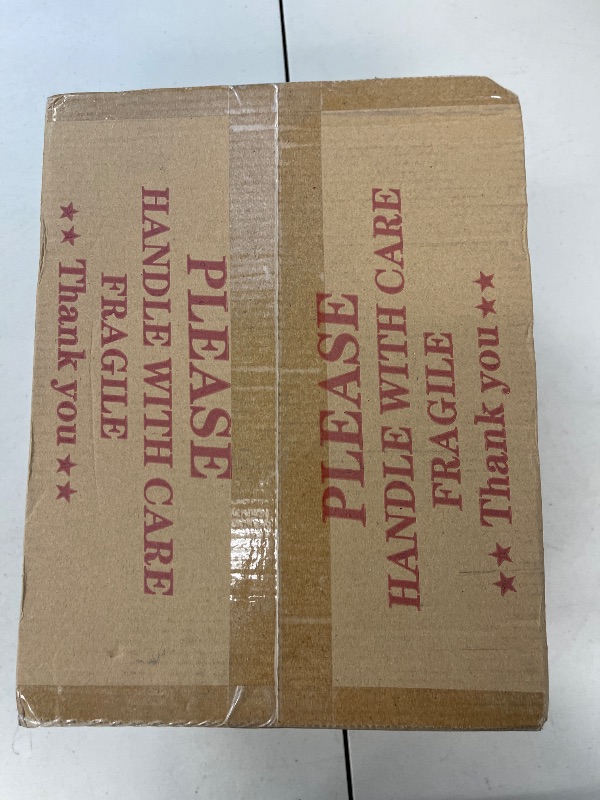 PLEASE
HANDLE WITH CARE
FRAGILE
★★ Thank you ★★
PLEASE
HANDLE WITH CARE
FRAGILE
★★ Thank you ★★